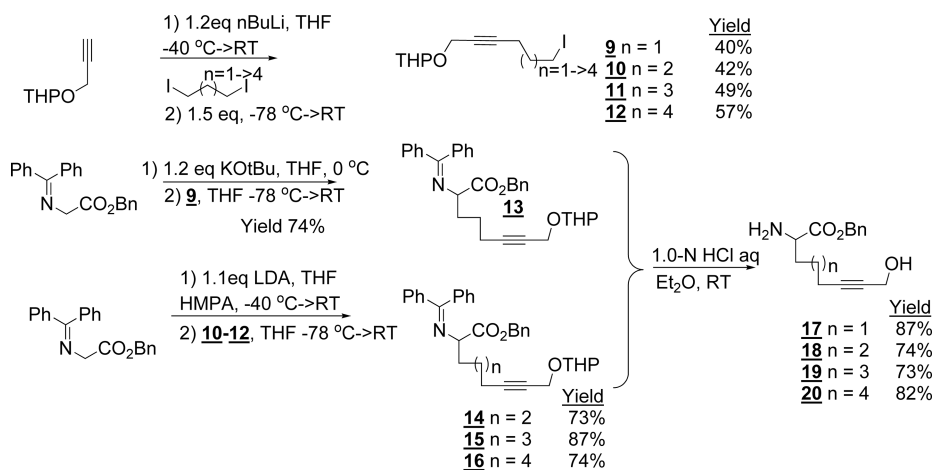 1) 1.2eq nBuLi, THF
-40 °C->RT
n=1->4
I I
2) 1.5 eq, -78 °C->RT
THPO
I
THPO
n=1->4
Yield
9 n = 1 40%
10 n = 2 42%
11 n = 3 49%
12 n = 4 57%
Ph Ph
N CO₂Bn
1) 1.2 eq KOtBu, THF, 0 °C
2) 9, THF -78 °C->RT
Yield 74%
Ph Ph
N CO₂Bn
13
OTHP
Ph Ph
N CO₂Bn
1) 1.1eq LDA, THF
HMPA, -40 °C->RT
2) 10-12, THF -78 °C->RT
Ph Ph
N CO₂Bn
( )n
OTHP
Yield
14 n = 2 73%
15 n = 3 87%
16 n = 4 74%
1.0-N HCl aq
Et₂O, RT
H₂N CO₂Bn
( )n
OH
Yield
17 n = 1 87%
18 n = 2 74%
19 n = 3 73%
20 n = 4 82%